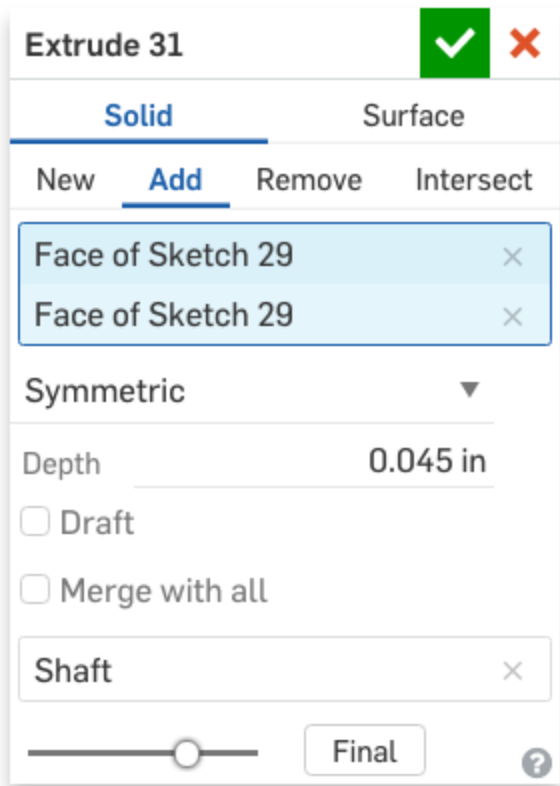 Extrude 31
Solid Surface
New Add Remove Intersect
Face of Sketch 29
Face of Sketch 29
Symmetric
Depth 0.045 in
Draft
Merge with all
Shaft
Final
?